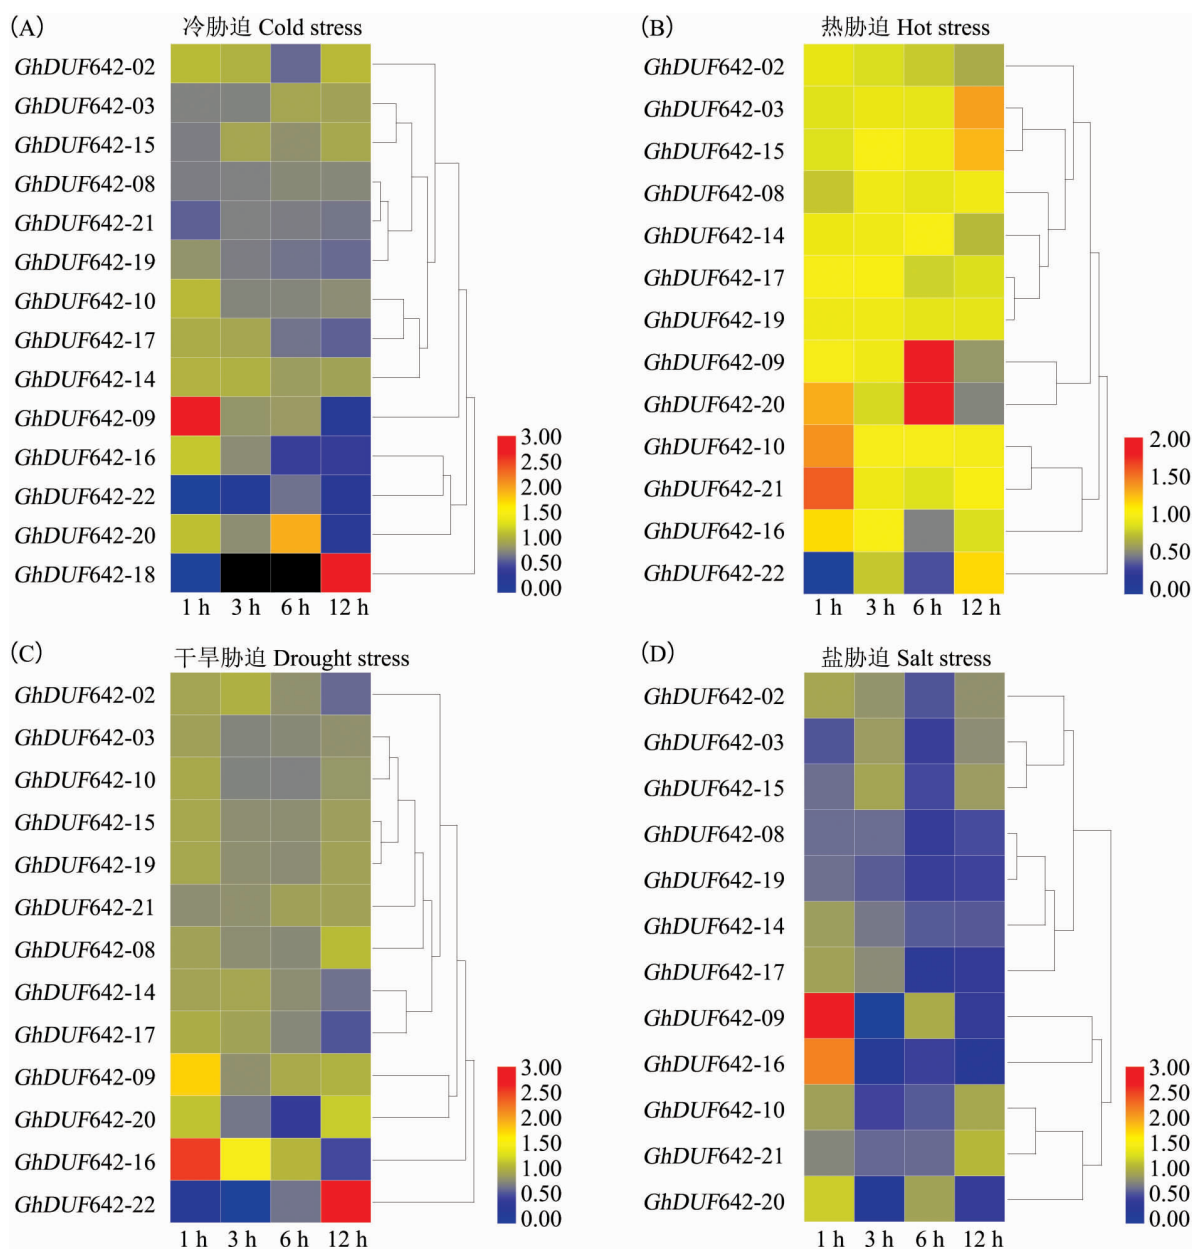 (A)
冷胁迫 Cold stress
GhDUF642-02
GhDUF642-03
GhDUF642-15
GhDUF642-08
GhDUF642-21
GhDUF642-19
GhDUF642-10
GhDUF642-17
GhDUF642-14
GhDUF642-09
GhDUF642-16
GhDUF642-22
GhDUF642-20
GhDUF642-18
1 h 3 h 6 h 12 h
3.00
2.50
2.00
1.50
1.00
0.50
0.00
(B)
热胁迫 Hot stress
GhDUF642-02
GhDUF642-03
GhDUF642-15
GhDUF642-08
GhDUF642-14
GhDUF642-17
GhDUF642-19
GhDUF642-09
GhDUF642-20
GhDUF642-10
GhDUF642-21
GhDUF642-16
GhDUF642-22
1 h 3 h 6 h 12 h
2.00
1.50
1.00
0.50
0.00
(C)
干旱胁迫 Drought stress
GhDUF642-02
GhDUF642-03
GhDUF642-10
GhDUF642-15
GhDUF642-19
GhDUF642-21
GhDUF642-08
GhDUF642-14
GhDUF642-17
GhDUF642-09
GhDUF642-20
GhDUF642-16
GhDUF642-22
1 h 3 h 6 h 12 h
3.00
2.50
2.00
1.50
1.00
0.50
0.00
(D)
盐胁迫 Salt stress
GhDUF642-02
GhDUF642-03
GhDUF642-15
GhDUF642-08
GhDUF642-19
GhDUF642-14
GhDUF642-17
GhDUF642-09
GhDUF642-16
GhDUF642-10
GhDUF642-21
GhDUF642-20
1 h 3 h 6 h 12 h
3.00
2.50
2.00
1.50
1.00
0.50
0.00